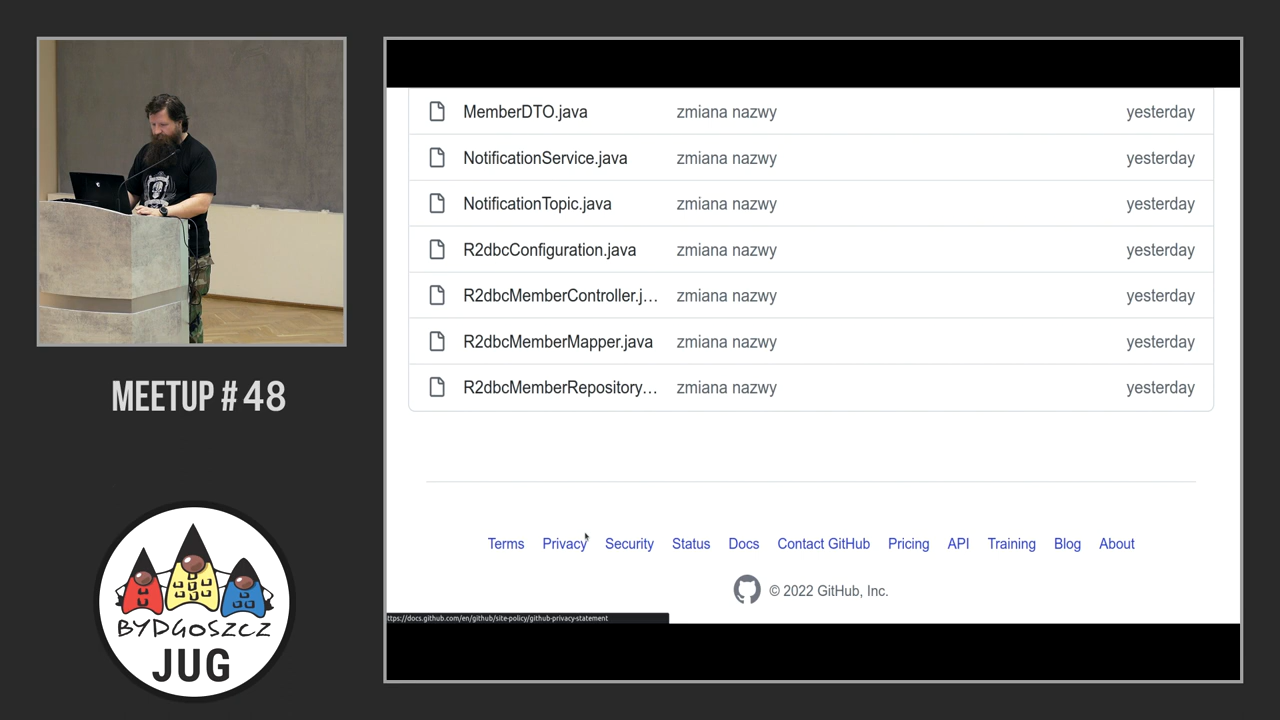 MemberDTO.java zmiana nazwy yesterday
NotificationService.java zmiana nazwy yesterday
NotificationTopic.java zmiana nazwy yesterday
R2dbcConfiguration.java zmiana nazwy yesterday
R2dbcMemberController.j... zmiana nazwy yesterday
R2dbcMemberMapper.java zmiana nazwy yesterday
R2dbcMemberRepository... zmiana nazwy yesterday
Terms Privacy Security Status Docs Contact GitHub Pricing API Training Blog About
© 2022 GitHub, Inc.
ttps://docs.github.com/en/github/site-policy/github-privacy-statement
MEETUP # 48
BYDGOSZCZ
JUG